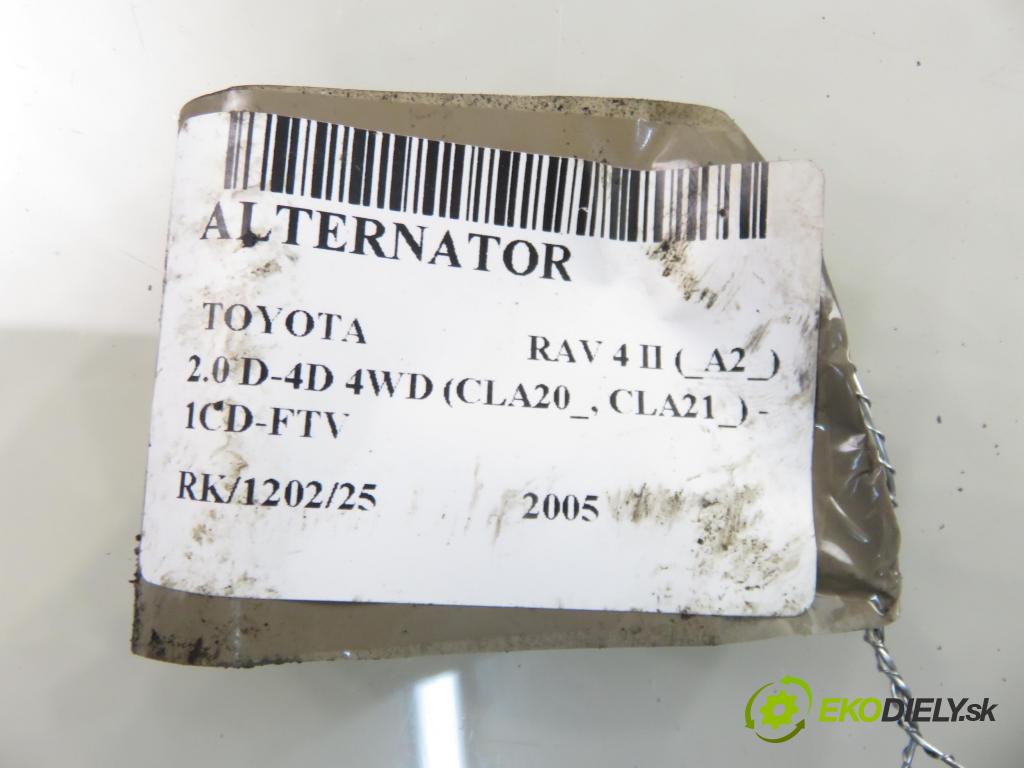 ALTERNATOR
TOYOTA RAV 4 II (_A2_)
2.0 D-4D 4WD (CLA20_, CLA21_) -
1CD-FTV
RK/1202/25 2005
EKODIELY.sk